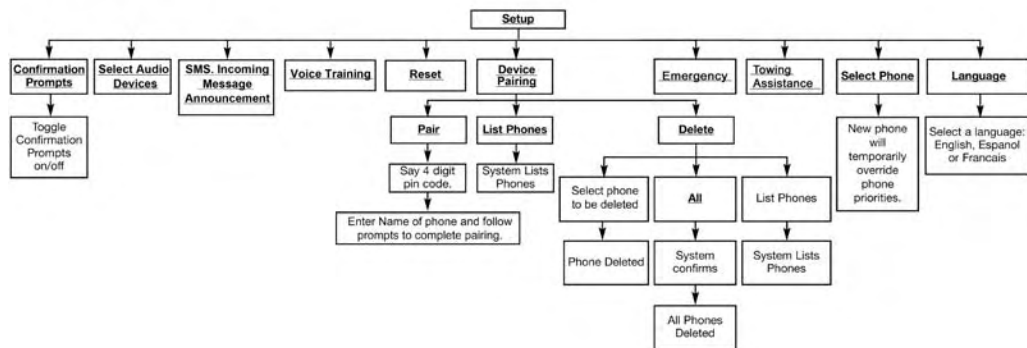 Setup
Confirmation
Prompts
Select Audio
Devices
SMS. Incoming
Message
Announcement
Voice Training
Reset
Device
Pairing
Emergency
Towing
Assistance
Select Phone
Language
Toggle
Confirmation
Prompts
on/off
Pair
List Phones
Delete
New phone
will
temporarily
override
phone
priorities.
Select a language:
English, Espanol
or Francais
Say 4 digit
pin code.
System Lists
Phones
Select phone
to be deleted
All
List Phones
Enter Name of phone and follow
prompts to complete pairing.
Phone Deleted
System
confirms
System Lists
Phones
All Phones
Deleted